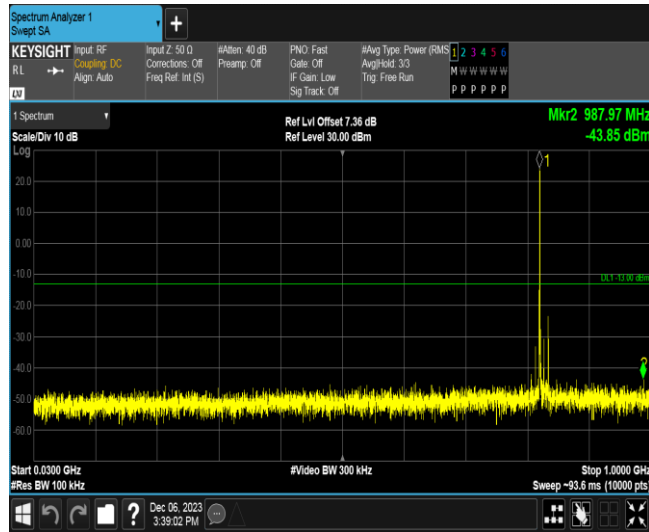 Spectrum Analyzer 1
Swept SA
+
KEYSIGHT Input: RF Input Z: 50 Ω #Atten: 40 dB PNO: Fast #Avg Type: Power (RMS 1 2 3 4 5 6
RL Coupling: DC Corrections: Off Preamp: Off Gate: Off Avg|Hold: 3/3 M W W W W W
Align: Auto Freq Ref: Int (S) IF Gain: Low Trig: Free Run
LXI Sig Track: Off P P P P P P
1 Spectrum Ref Lvl Offset 7.36 dB Mkr2 987.97 MHz
Scale/Div 10 dB Ref Level 30.00 dBm -43.85 dBm
Log
1
20.0
10.0
0.00
-10.0
DL1 -13.00 dBm
-20.0
-30.0
-40.0
2
-50.0
-60.0
Start 0.0300 GHz #Video BW 300 kHz Stop 1.0000 GHz
#Res BW 100 kHz Sweep ~93.6 ms (10000 pts)
? Dec 06, 2023
3:39:02 PM